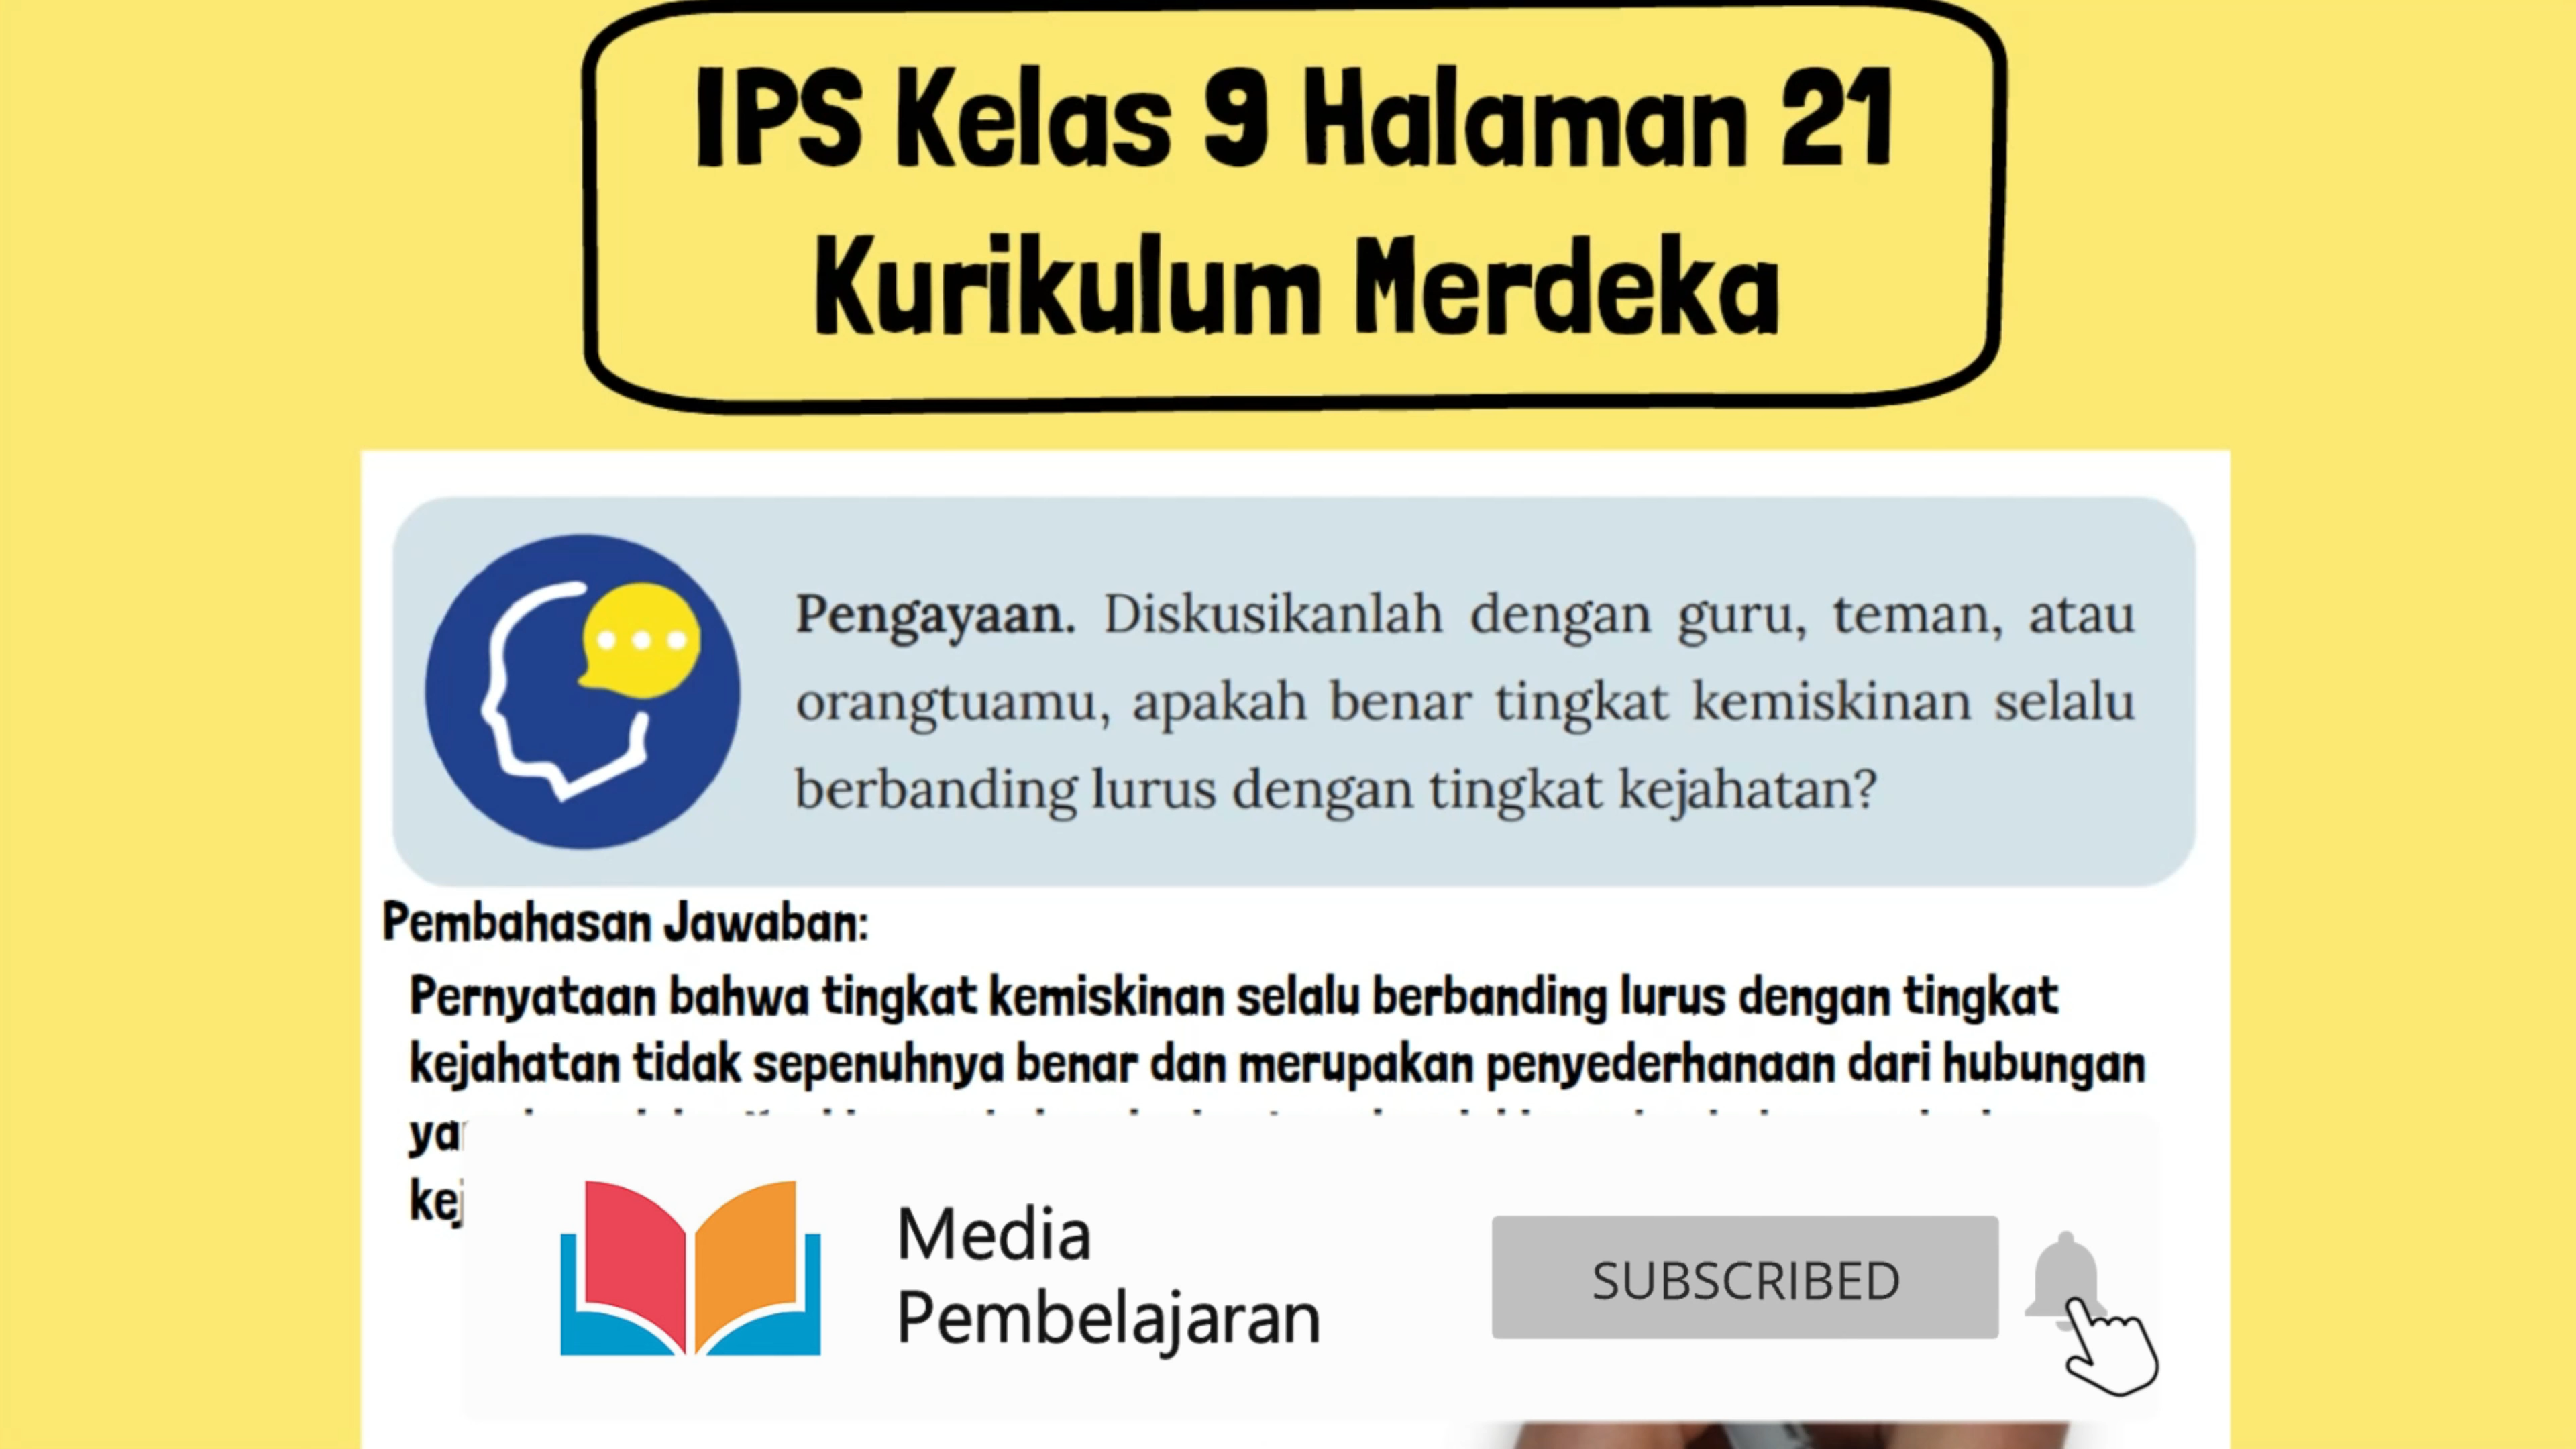 IPS Kelas 9 Halaman 21
Kurikulum Merdeka
Pengayaan. Diskusikanlah dengan guru, teman, atau
orangtuamu, apakah benar tingkat kemiskinan selalu
berbanding lurus dengan tingkat kejahatan?
Pembahasan Jawaban:
Pernyataan bahwa tingkat kemiskinan selalu berbanding lurus dengan tingkat
kejahatan tidak sepenuhnya benar dan merupakan penyederhanaan dari hubungan
Media
Pembelajaran
SUBSCRIBED